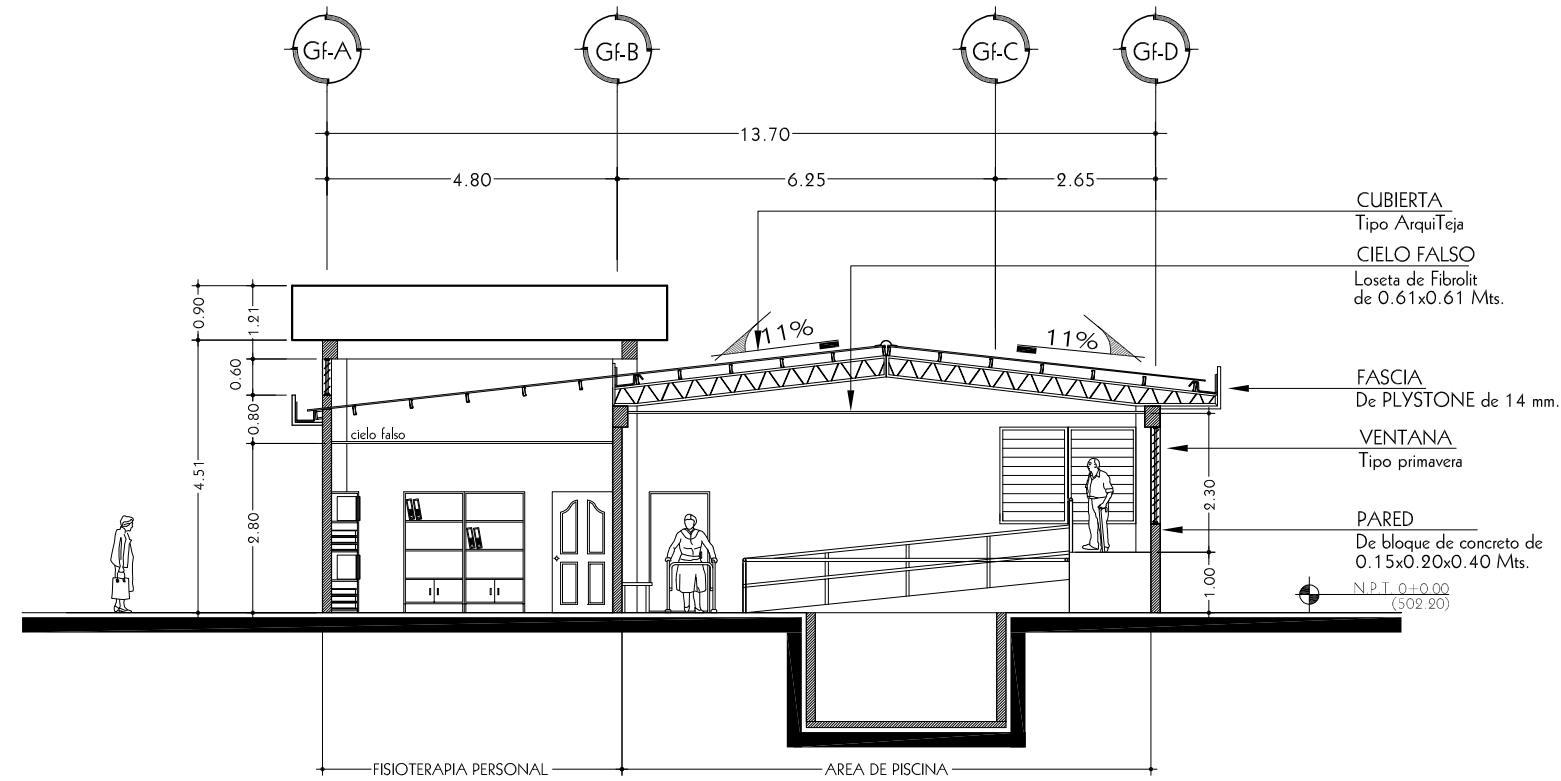 Gf-A
Gf-B
Gf-C
Gf-D
13.70
4.80
6.25
2.65
CUBIERTA
Tipo ArquiTeja
CIELO FALSO
Loseta de Fibrolit
de 0.61x0.61 Mts.
0.90
1.21
11%
11%
0.60
FASCIA
De PLYSTONE de 14 mm.
0.80
cielo falso
VENTANA
Tipo primavera
4.51
2.30
2.80
PARED
De bloque de concreto de
0.15x0.20x0.40 Mts.
1.00
N.P.T. 0+0.00
(502.20)
FISIOTERAPIA PERSONAL
AREA DE PISCINA